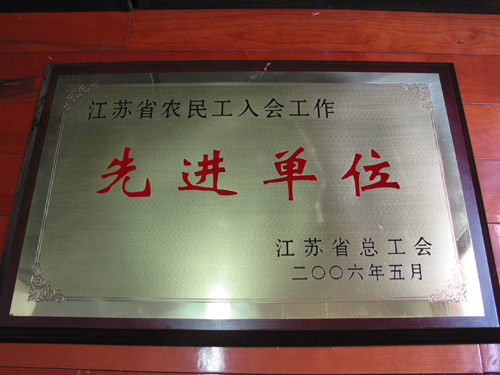 江苏省农民工入会工作
先进单位
江苏省总工会
二〇〇六年五月